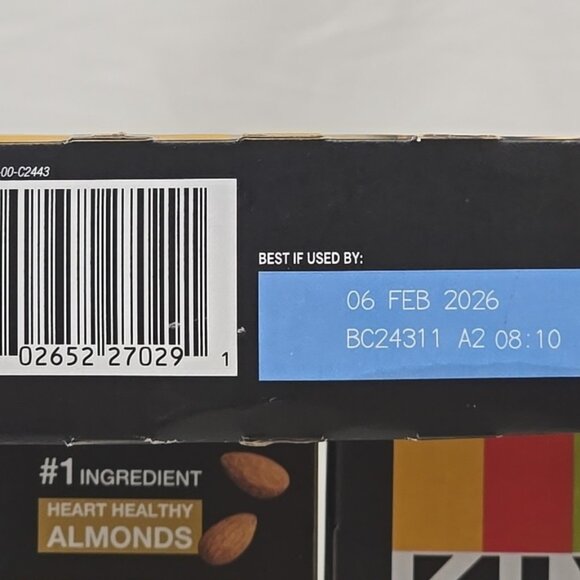 -00-C2443
02652 27029 1
BEST IF USED BY:
06 FEB 2026
BC24311 A2 08:10
#1 INGREDIENT
HEART HEALTHY
ALMONDS